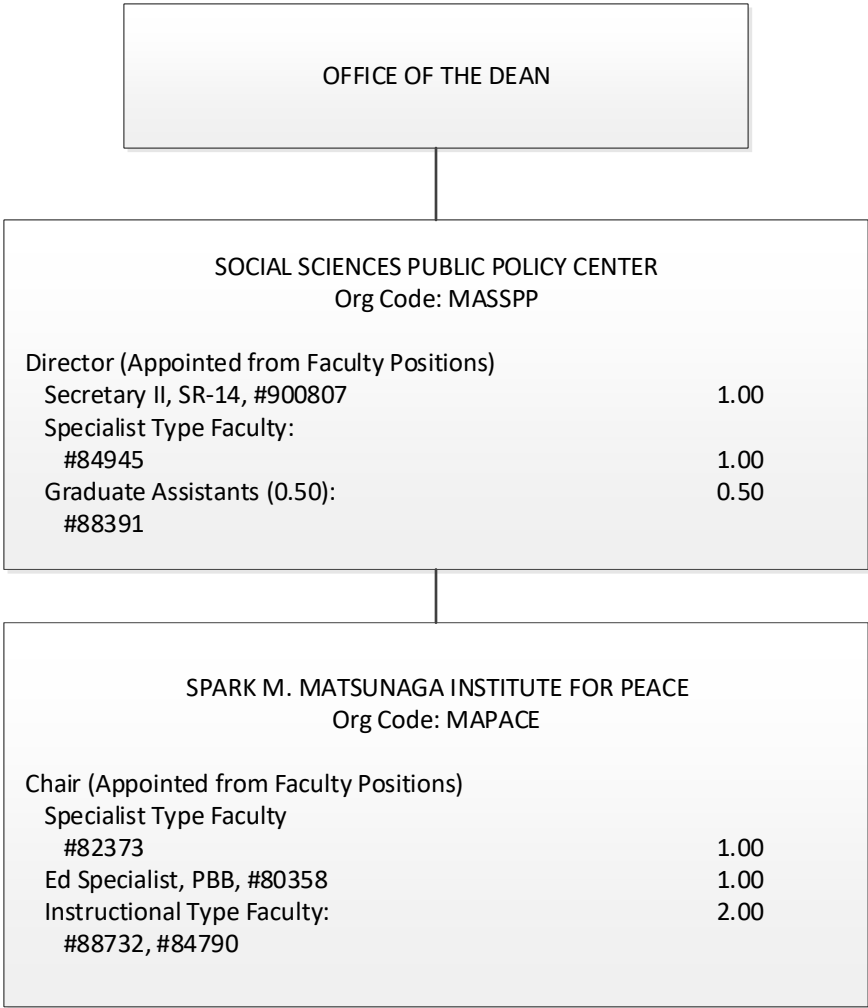 OFFICE OF THE DEAN
SOCIAL SCIENCES PUBLIC POLICY CENTER
Org Code: MASSPP
Director (Appointed from Faculty Positions)
Secretary II, SR-14, #900807 1.00
Specialist Type Faculty:
#84945 1.00
Graduate Assistants (0.50): 0.50
#88391
SPARK M. MATSUNAGA INSTITUTE FOR PEACE
Org Code: MAPACE
Chair (Appointed from Faculty Positions)
Specialist Type Faculty
#82373 1.00
Ed Specialist, PBB, #80358 1.00
Instructional Type Faculty: 2.00
#88732, #84790